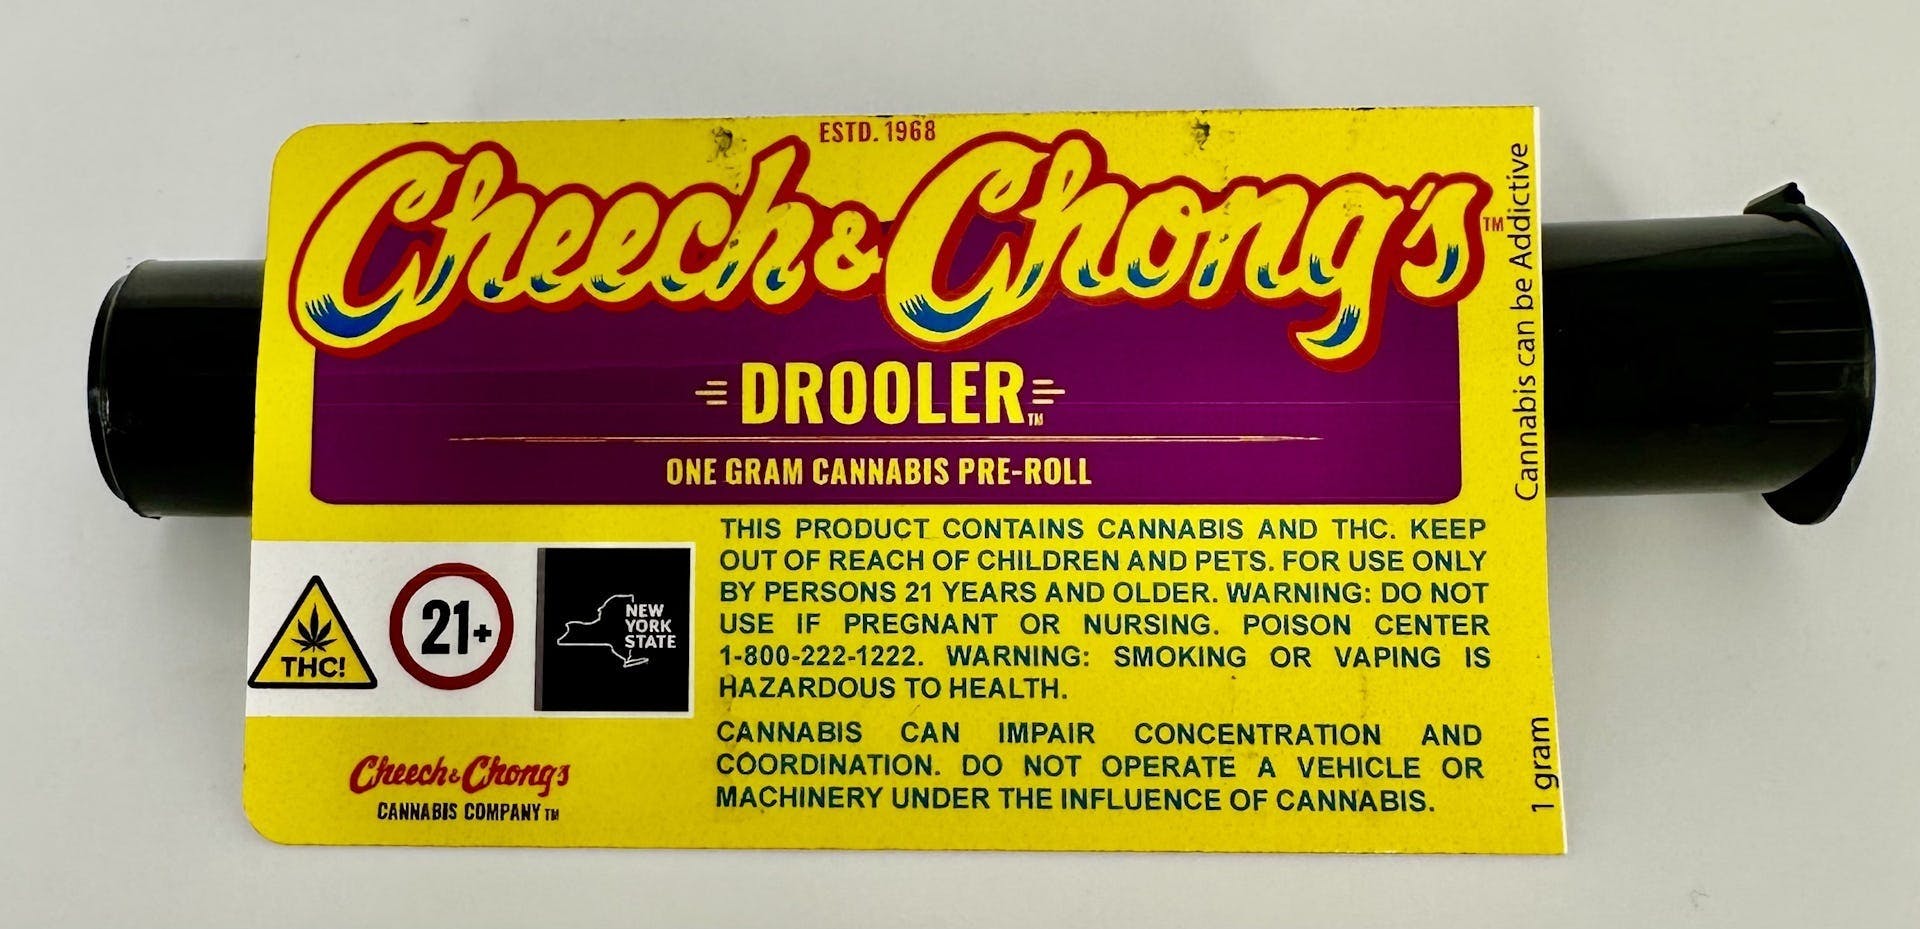 ESTD. 1968
Cheech & Chong's™
DROOLER™
ONE GRAM CANNABIS PRE-ROLL
THC!
21+
NEW
YORK
STATE
Cheech & Chong's
CANNABIS COMPANY™
THIS PRODUCT CONTAINS CANNABIS AND THC. KEEP
OUT OF REACH OF CHILDREN AND PETS. FOR USE ONLY
BY PERSONS 21 YEARS AND OLDER. WARNING: DO NOT
USE IF PREGNANT OR NURSING. POISON CENTER
1-800-222-1222. WARNING: SMOKING OR VAPING IS
HAZARDOUS TO HEALTH.
CANNABIS CAN IMPAIR CONCENTRATION AND
COORDINATION. DO NOT OPERATE A VEHICLE OR
MACHINERY UNDER THE INFLUENCE OF CANNABIS.
Cannabis can be Addictive
1 gram